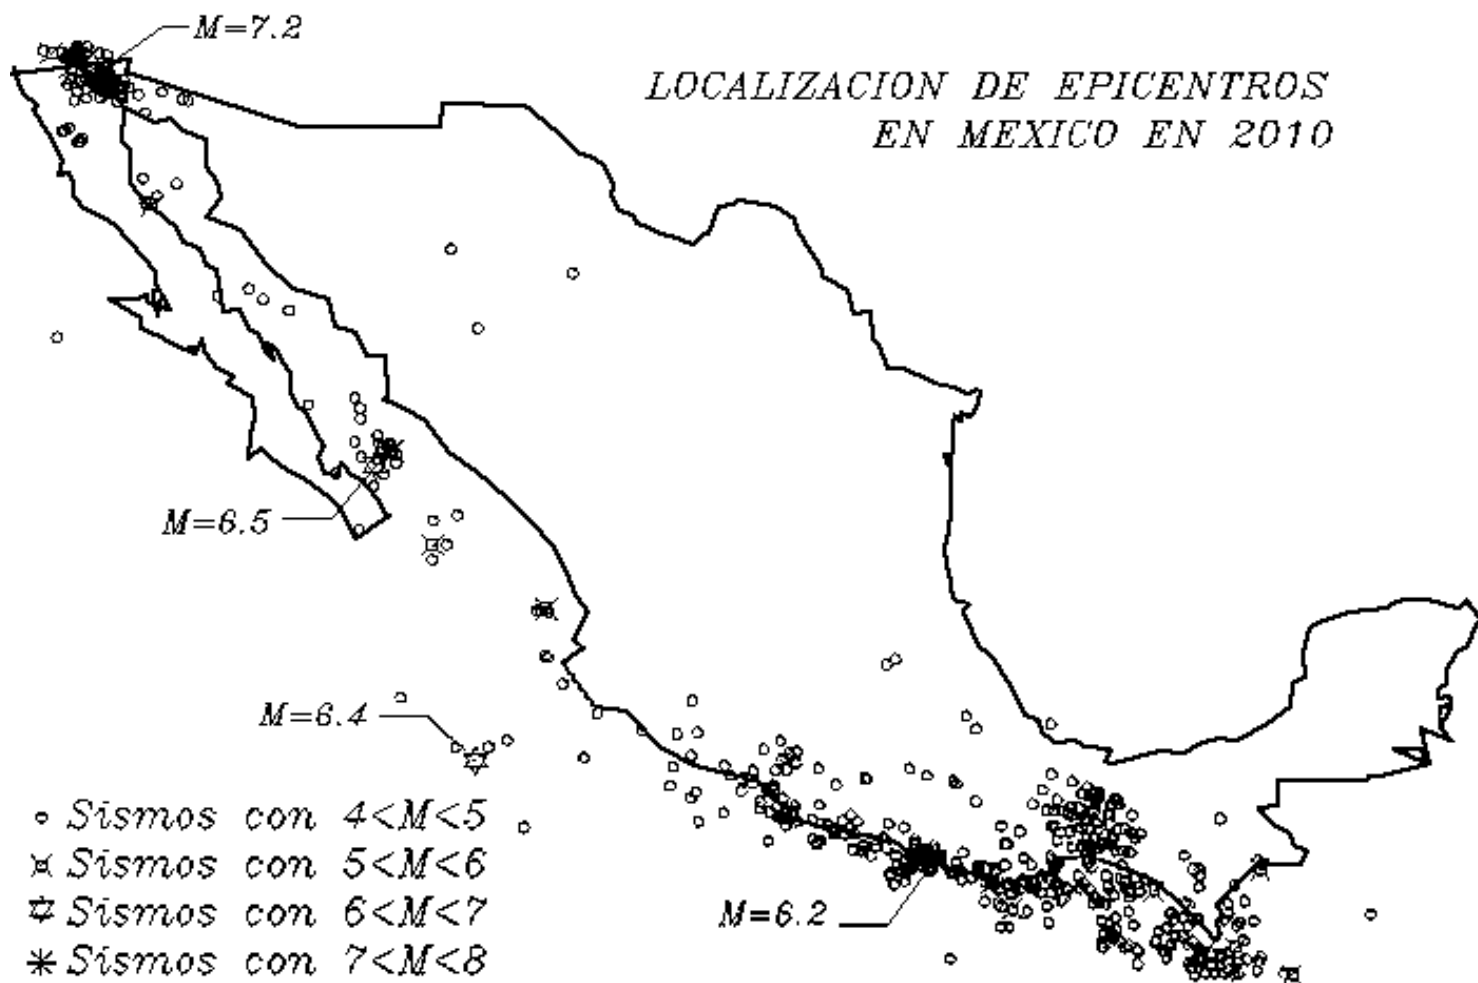 M=7.2
LOCALIZACION DE EPICENTROS
EN MEXICO EN 2010
M=6.5
M=6.4
Sismos con 4<M<5
Sismos con 5<M<6
Sismos con 6<M<7
Sismos con 7<M<8
M=6.2